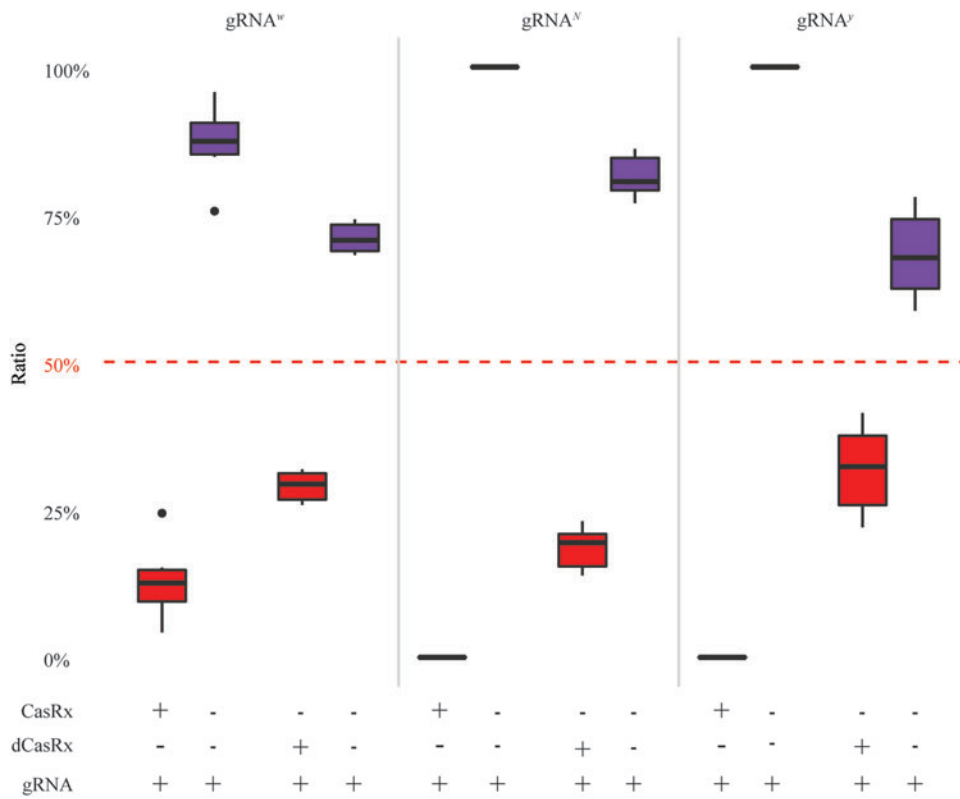 gRNAʷ gRNAᴺ gRNAʸ
100%
75%
50%
25%
0%
Ratio
CasRx + - - - + - - - + - - -
dCasRx - - + - - - + - - - + -
gRNA + + + + + + + + + + + +